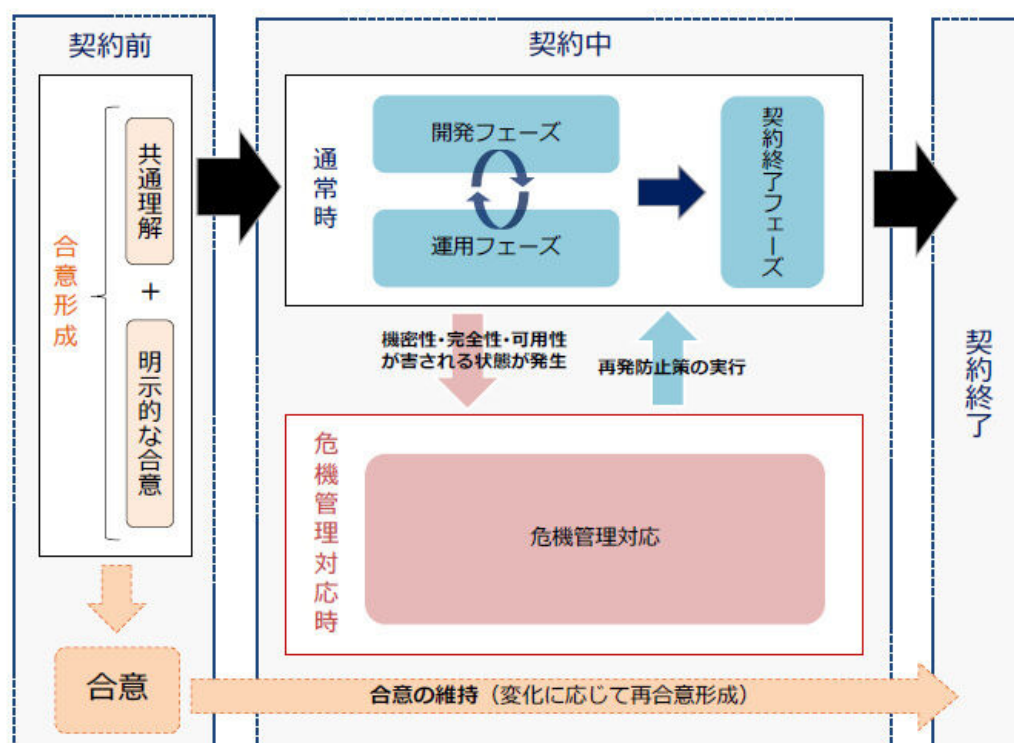 契約前
合意形成
共通理解
+
明示的な合意
合意
契約中
通常時
開発フェーズ
運用フェーズ
契約終了フェーズ
機密性・完全性・可用性
が害される状態が発生
再発防止策の実行
危機管理対応時
危機管理対応
合意の維持（変化に応じて再合意形成）
契約終了